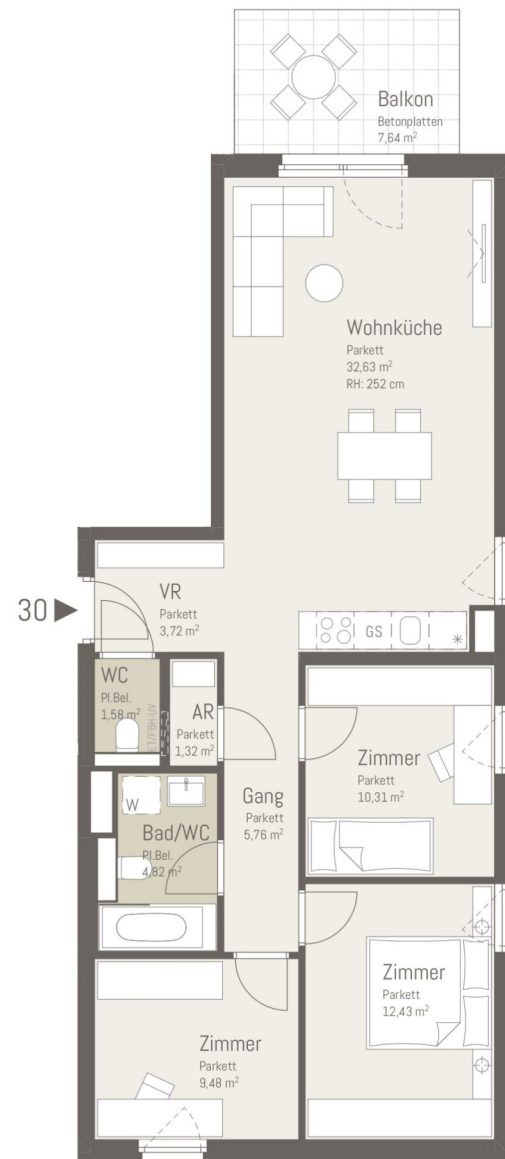 Balkon
Betonplatten
7,64 m²
Wohnküche
Parkett
32,63 m²
RH: 252 cm
30
VR
Parkett
3,72 m²
GS
WC
Pl.Bel.
1,58 m²
ET/FBH-UV
AR
Parkett
1,32 m²
Zimmer
Parkett
10,31 m²
Gang
Parkett
5,76 m²
W
Bad/WC
Pl.Bel.
4,82 m²
Zimmer
Parkett
12,43 m²
Zimmer
Parkett
9,48 m²